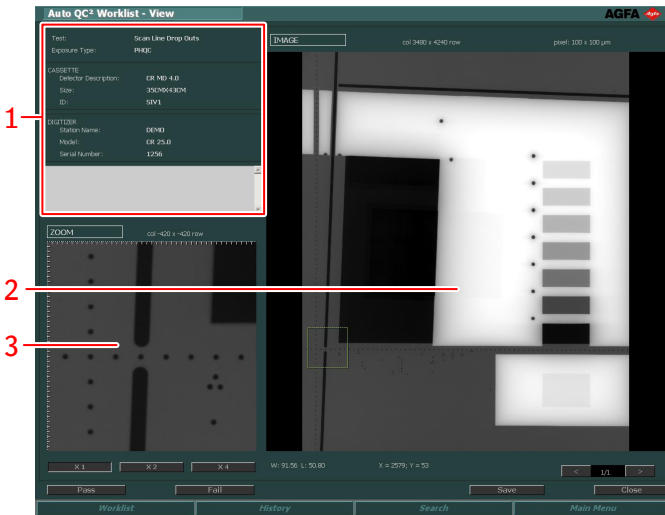 Auto QC² Worklist - View
AGFA Agfa
Test: Scan Line Drop Outs
Exposure Type: PHQC
CASSETTE
Detector Description: CR MD 4.0
Size: 35CMX43CM
ID: SIV1
DIGITIZER
Station Name: DEMO
Model: CR 25.0
Serial Number: 1256
1
IMAGE col 3480 x 4240 row pixel: 100 x 100 µm
ZOOM col -420 x -420 row
2
3
X 1 X 2 X 4
W: 91.56 L: 50.80 X = 2579; Y = 53
< 1/1 >
Pass Fail Save Close
Worklist History Search Main Menu